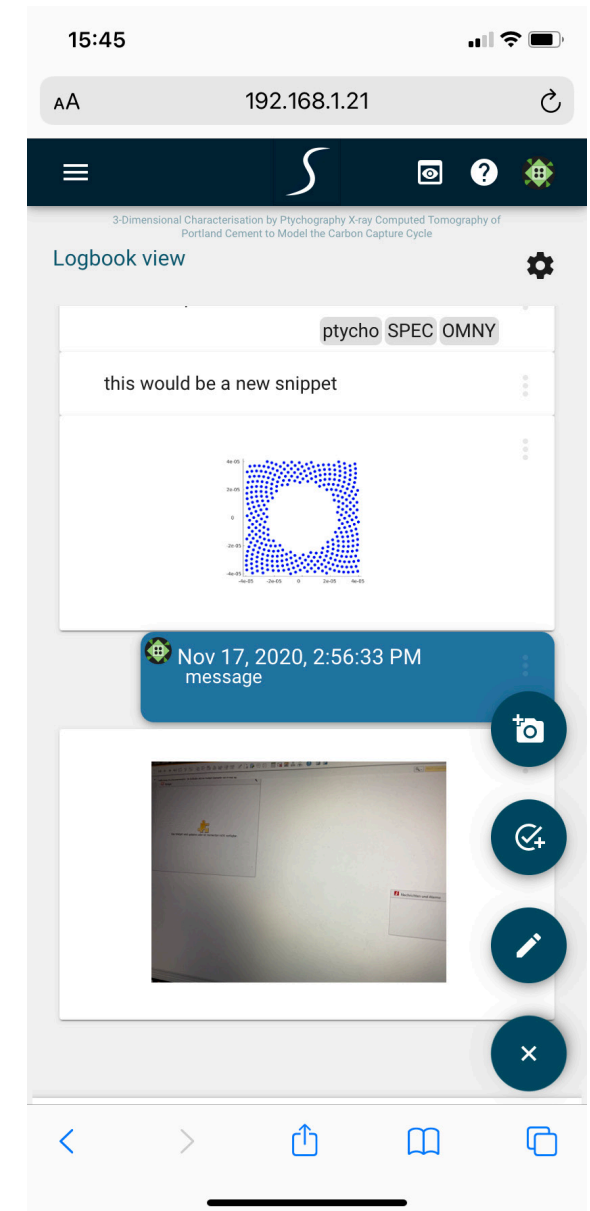 15:45
AA 192.168.1.21
3-Dimensional Characterisation by Ptychography X-ray Computed Tomography of
Portland Cement to Model the Carbon Capture Cycle
Logbook view
ptycho SPEC OMNY
this would be a new snippet
4e-05
2e-05
0
-2e-05
-4e-05
-4e-05 -2e-05 0 2e-05 4e-05
Nov 17, 2020, 2:56:33 PM
message